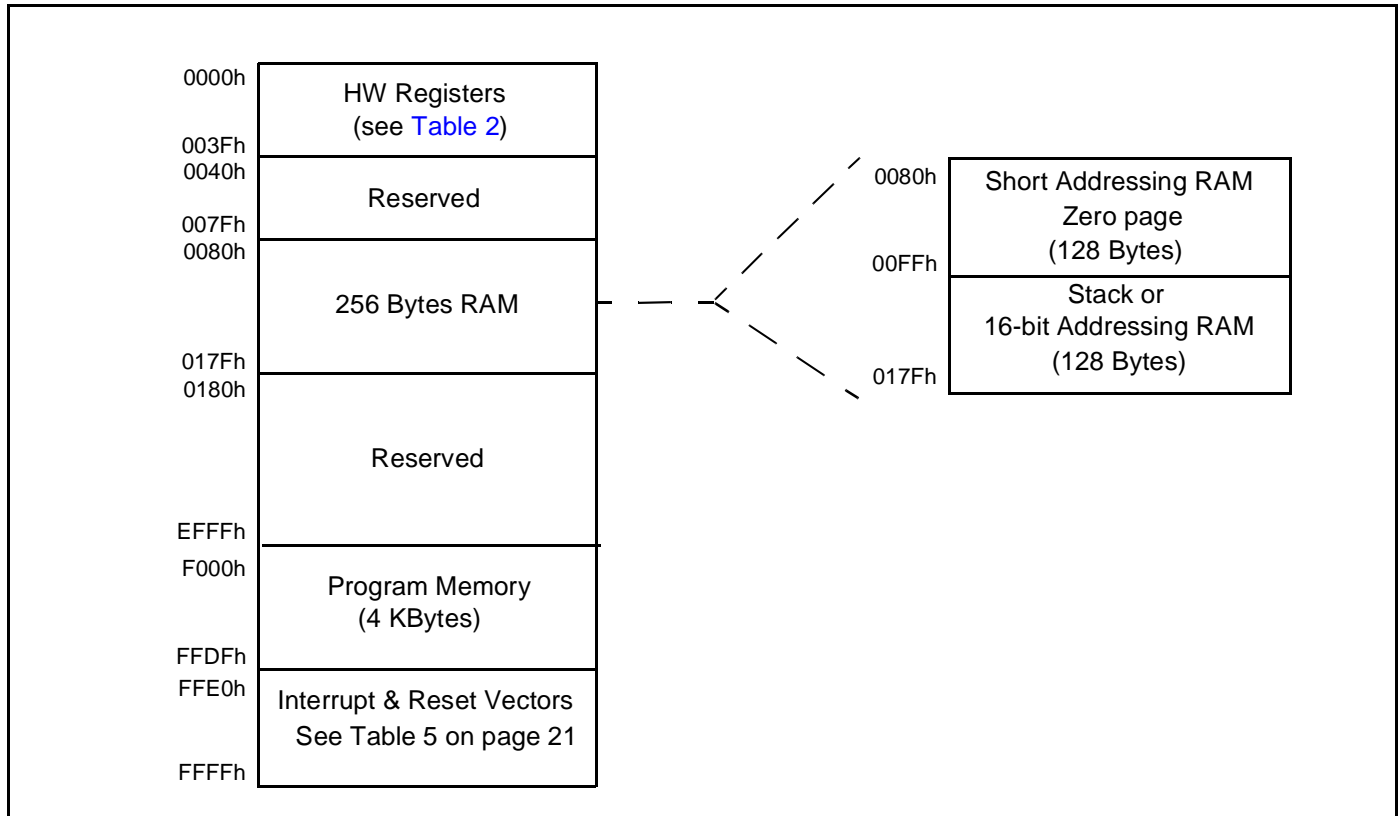 0000h
HW Registers
(see Table 2)
003Fh
0040h
Reserved
007Fh
0080h
256 Bytes RAM
017Fh
0180h
Reserved
EFFFh
F000h
Program Memory
(4 KBytes)
FFDFh
FFE0h
Interrupt & Reset Vectors
See Table 5 on page 21
FFFFh
0080h
Short Addressing RAM
Zero page
(128 Bytes)
00FFh
Stack or
16-bit Addressing RAM
(128 Bytes)
017Fh